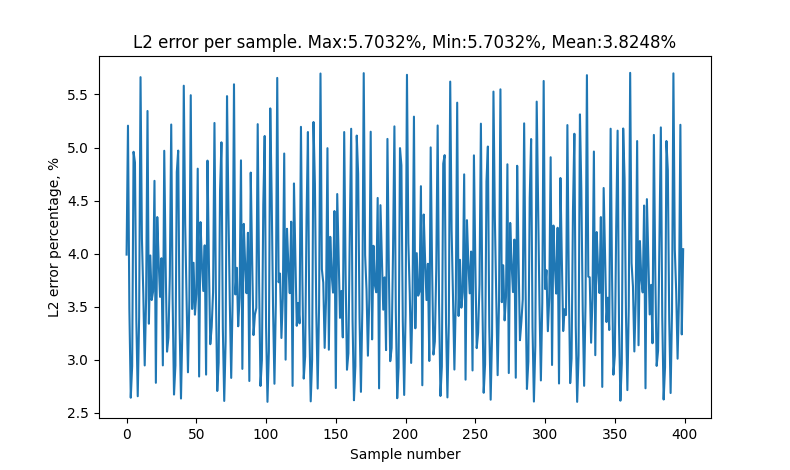 L2 error per sample. Max:5.7032%, Min:5.7032%, Mean:3.8248%
L2 error percentage, %
5.5
5.0
4.5
4.0
3.5
3.0
2.5
0 50 100 150 200 250 300 350 400
Sample number